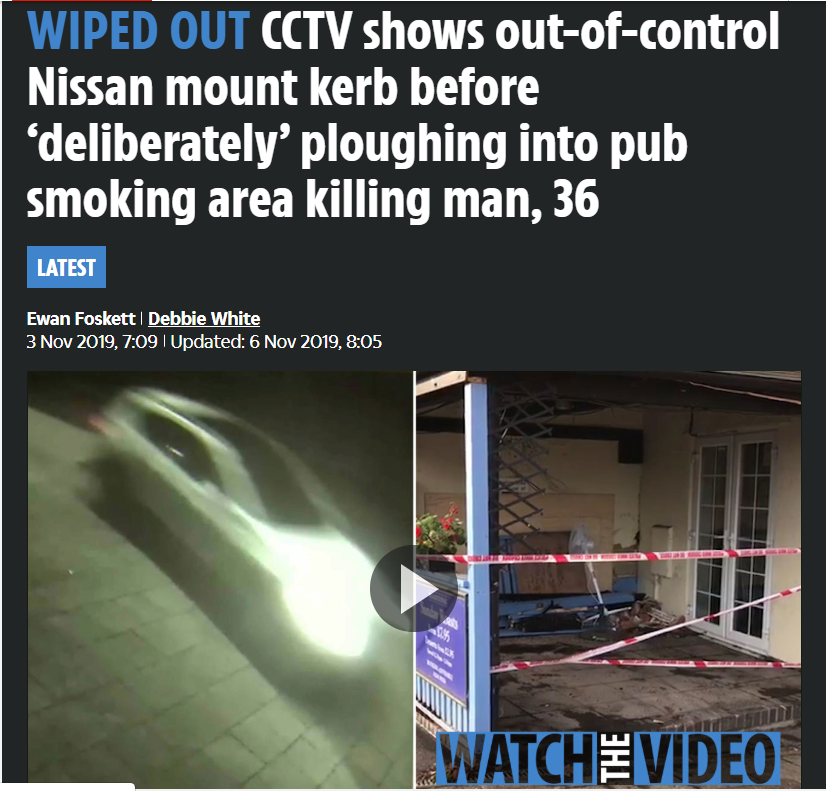 WIPED OUT CCTV shows out-of-control
Nissan mount kerb before
‘deliberately’ ploughing into pub
smoking area killing man, 36
LATEST
Ewan Foskett | Debbie White
3 Nov 2019, 7:09 | Updated: 6 Nov 2019, 8:05
WATCH THE VIDEO